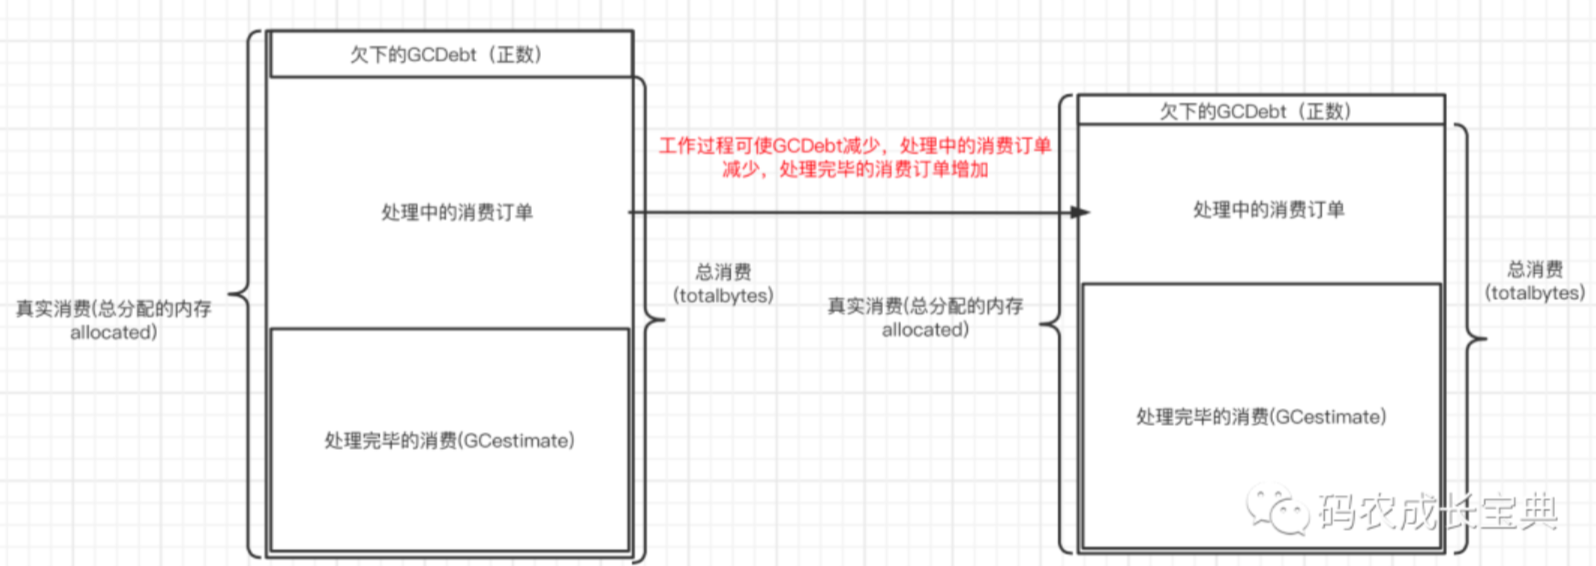 欠下的GCDebt（正数）
处理中的消费订单
处理完毕的消费(GCestimate)
真实消费(总分配的内存
allocated)
总消费
(totalbytes)
工作过程可使GCDebt减少，处理中的消费订单
减少，处理完毕的消费订单增加
欠下的GCDebt（正数）
处理中的消费订单
处理完毕的消费(GCestimate)
真实消费(总分配的内存
allocated)
总消费
(totalbytes)
码农成长宝典